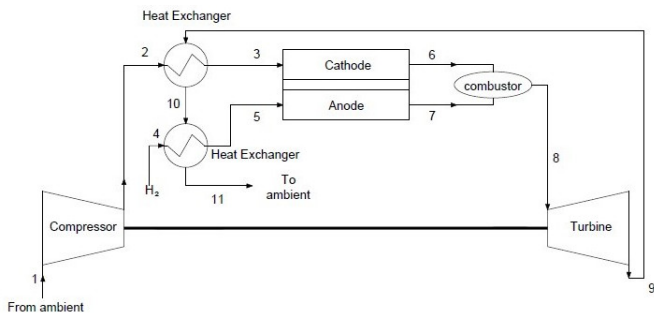 Heat Exchanger
2
3
6
Cathode
combustor
10
4
5
Anode
7
Heat Exchanger
8
H₂
11
To
ambient
Compressor
Turbine
1
9
From ambient